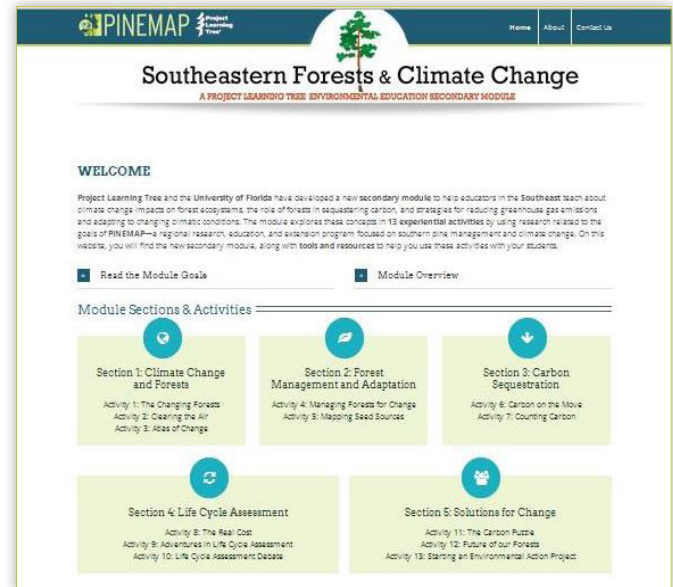 PINEMAP Project Learning Tree
Home About Contact Us
Southeastern Forests & Climate Change
A PROJECT LEARNING TREE ENVIRONMENTAL EDUCATION SECONDARY MODULE
WELCOME
Project Learning Tree and the University of Florida have developed a new secondary module to help educators in the Southeast teach about
climate change impacts on forest ecosystems, the role of forests in sequestering carbon, and strategies for reducing greenhouse gas emissions
and adapting to changing climatic conditions. The module explores these concepts in 13 experiential activities by using research related to the
goals of PINEMAP—a regional research, education, and extension program focused on southern pine management and climate change. On this
website, you will find the new secondary module, along with tools and resources to help you use these activities with your students.
Read the Module Goals
Module Overview
Module Sections & Activities
Section 1: Climate Change
and Forests
Activity 1: The Changing Forests
Activity 2: Clearing the Air
Activity 3: Atlas of Change
Section 2: Forest
Management and Adaptation
Activity 4: Managing Forests for Change
Activity 5: Mapping Seed Sources
Section 3: Carbon
Sequestration
Activity 6: Carbon on the Move
Activity 7: Counting Carbon
Section 4: Life Cycle Assessment
Activity 8: The Real Cost
Activity 9: Adventures in Life Cycle Assessment
Activity 10: Life Cycle Assessment Debate
Section 5: Solutions for Change
Activity 11: The Carbon Puzzle
Activity 12: Future of our Forests
Activity 13: Starting an Environmental Action Project